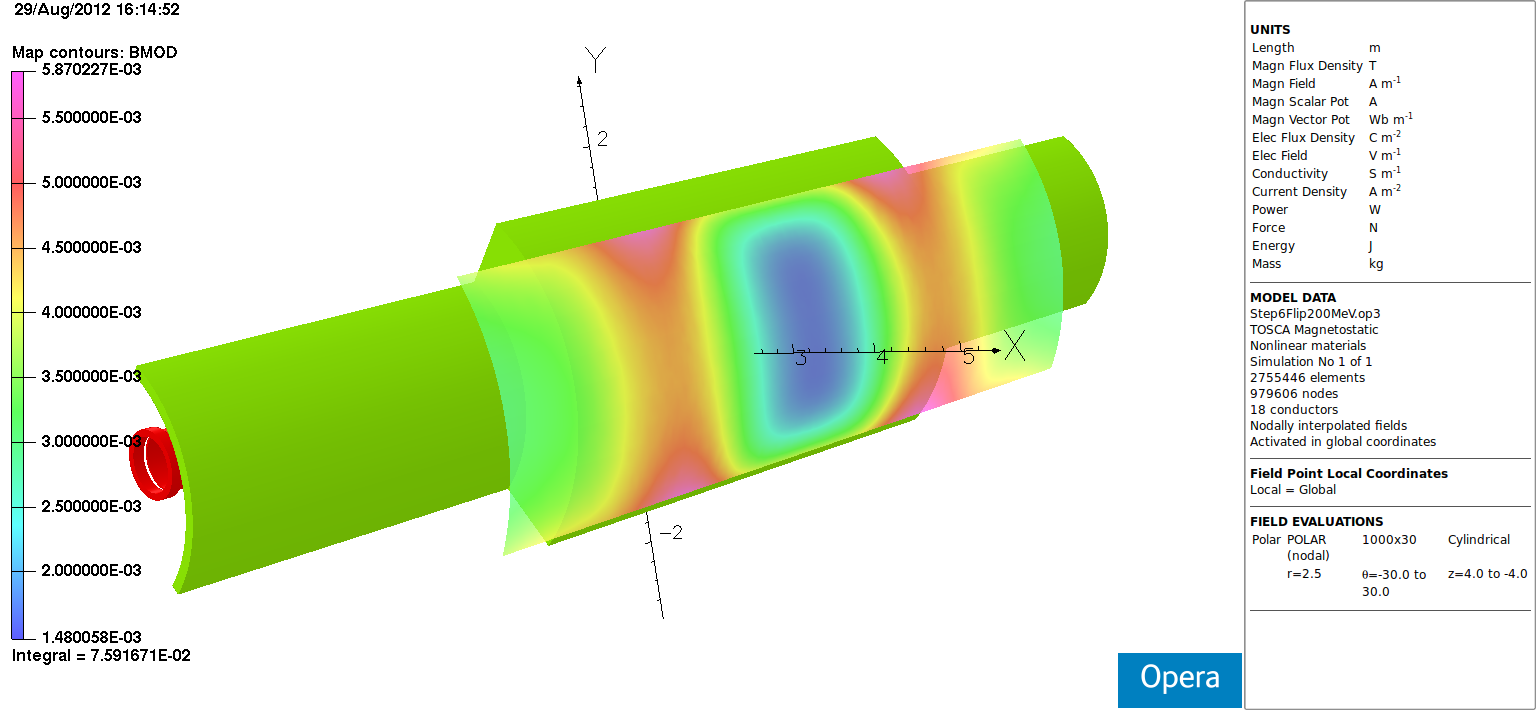 29/Aug/2012 16:14:52
Map contours: BMOD
5.870227E-03
5.500000E-03
5.000000E-03
4.500000E-03
4.000000E-03
3.500000E-03
3.000000E-03
2.500000E-03
2.000000E-03
1.480058E-03
Integral = 7.591671E-02
Y
2
3
4
5
X
−2
Opera
UNITS
Length m
Magn Flux Density T
Magn Field A m-1
Magn Scalar Pot A
Magn Vector Pot Wb m-1
Elec Flux Density C m-2
Elec Field V m-1
Conductivity S m-1
Current Density A m-2
Power W
Force N
Energy J
Mass kg
MODEL DATA
Step6Flip200MeV.op3
TOSCA Magnetostatic
Nonlinear materials
Simulation No 1 of 1
2755446 elements
979606 nodes
18 conductors
Nodally interpolated fields
Activated in global coordinates
Field Point Local Coordinates
Local = Global
FIELD EVALUATIONS
Polar POLAR 1000x30 Cylindrical
(nodal)
r=2.5 θ=-30.0 to z=4.0 to -4.0
30.0